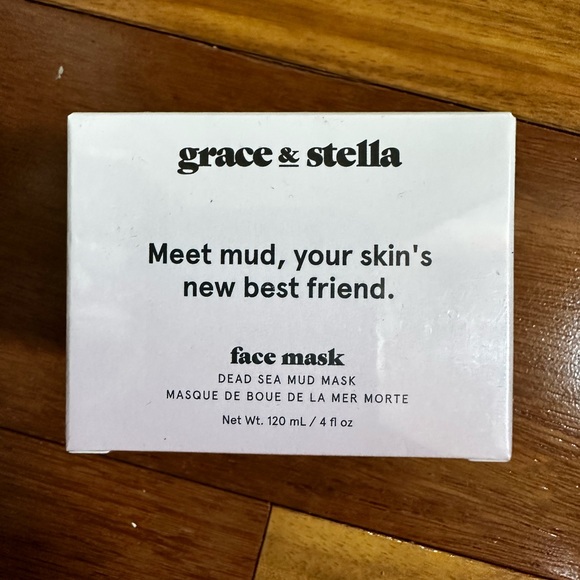 grace & stella
Meet mud, your skin's
new best friend.
face mask
DEAD SEA MUD MASK
MASQUE DE BOUE DE LA MER MORTE
Net Wt. 120 mL / 4 fl oz